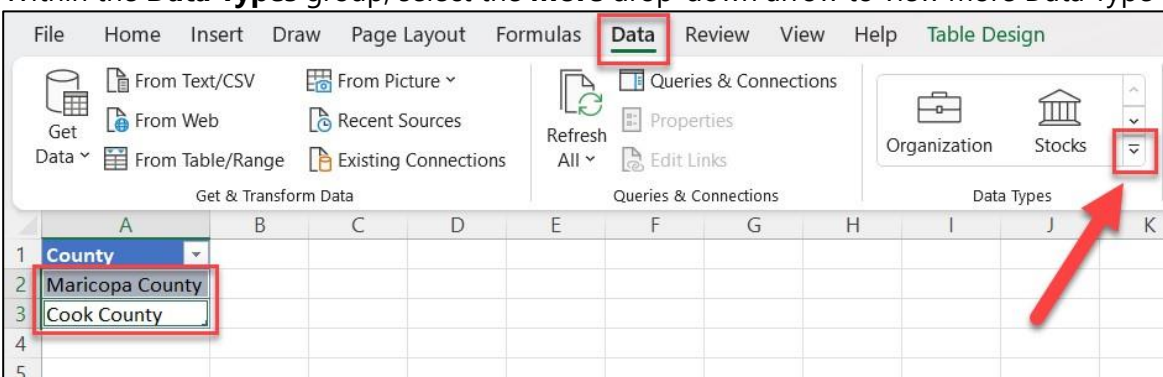 Within the Data Types group, select the More drop-down arrow to view more Data Type
File Home Insert Draw Page Layout Formulas Data Review View Help Table Design
Get Data
From Text/CSV
From Web
From Table/Range
From Picture
Recent Sources
Existing Connections
Get & Transform Data
Refresh All
Queries & Connections
Properties
Edit Links
Queries & Connections
Organization
Stocks
Data Types
A B C D E F G H I J K
1 County
2 Maricopa County
3 Cook County
4
5